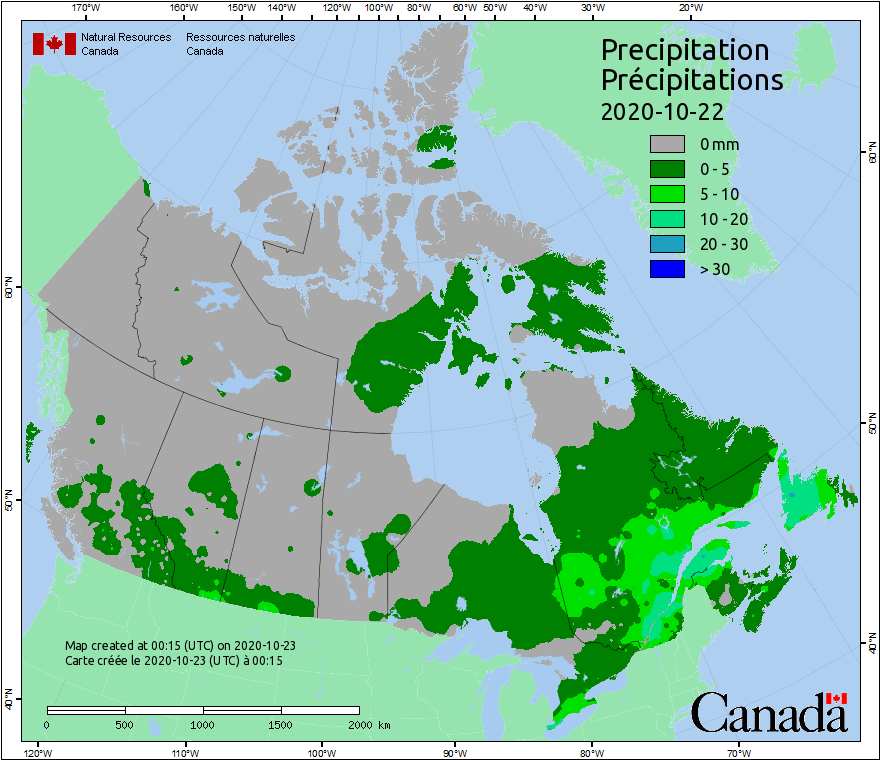 170°W 160°W 150°W 140°W 120°W 100°W 80°W 60°W 50°W 40°W 30°W 20°W
Natural Resources Ressources naturelles
Canada Canada
Precipitation
Précipitations
2020-10-22
0 mm
0 - 5
5 - 10
10 - 20
20 - 30
> 30
60°N
60°N
50°N
50°N
40°N
40°N
Map created at 00:15 (UTC) on 2020-10-23
Carte créée le 2020-10-23 (UTC) à 00:15
0 500 1000 1500 2000 km
Canada
120°W 110°W 100°W 90°W 80°W 70°W